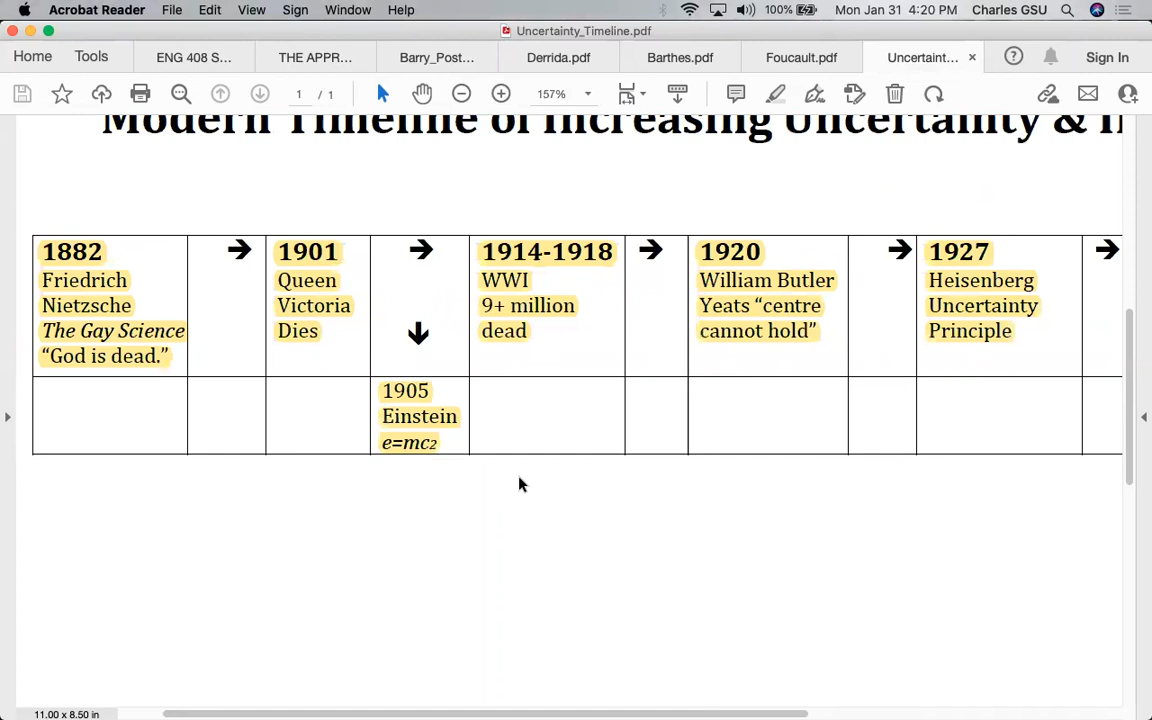 Acrobat Reader File Edit View Sign Window Help 100% Mon Jan 31 4:20 PM Charles GSU
Uncertainty_Timeline.pdf
Home Tools ENG 408 S... THE APPR... Barry_Post... Derrida.pdf Barthes.pdf Foucault.pdf Uncertaint... × ? Sign In
1 / 1 157%
Modern Timeline of Increasing Uncertainty &
1882 → 1901 → 1914-1918 → 1920 → 1927 →
Friedrich Queen WWI William Butler Heisenberg
Nietzsche Victoria 9+ million Yeats “centre Uncertainty
The Gay Science Dies ↓ dead cannot hold” Principle
“God is dead.”
1905
Einstein
e=mc2
11.00 x 8.50 in